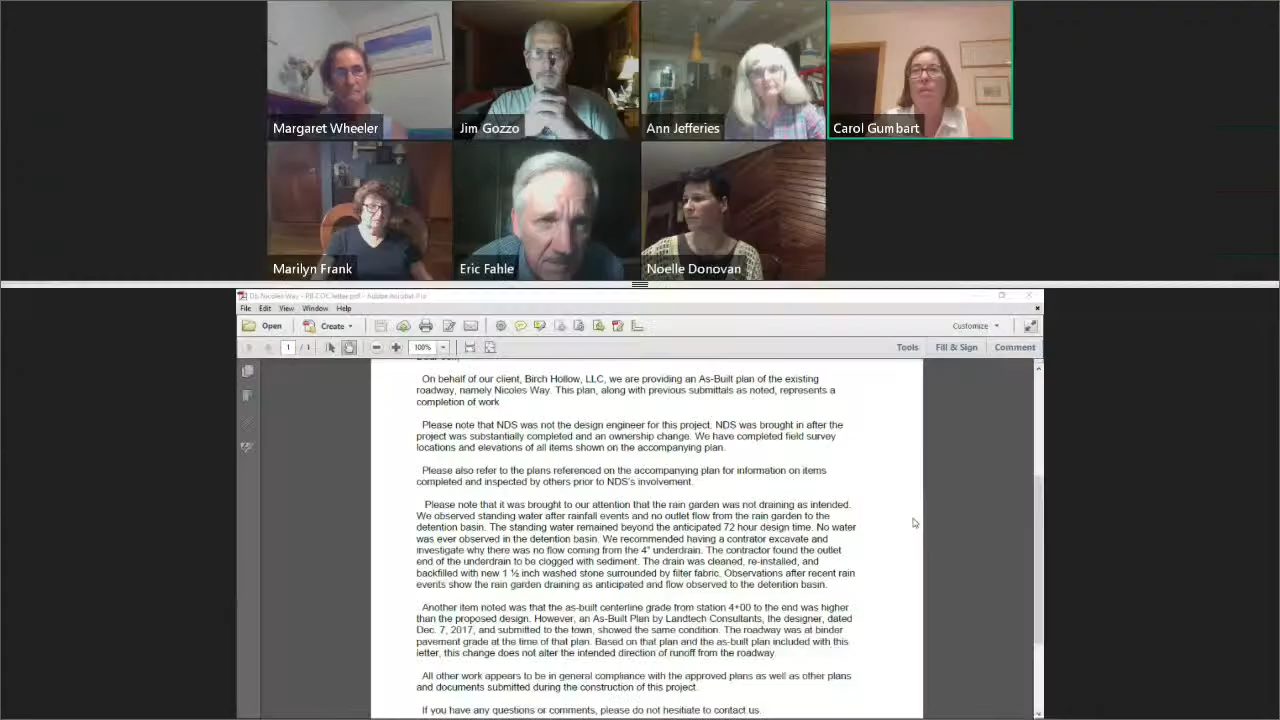 Margaret Wheeler
Jim Gozzo
Ann Jefferies
Carol Gumbart
Marilyn Frank
Eric Fahle
Noelle Donovan
File Edit View Window Help
Open
Create
Customize
1 / 1
100%
Tools
Fill & Sign
Comment
On behalf of our client, Birch Hollow, LLC, we are providing an As-Built plan of the existing
roadway, namely Nicoles Way. This plan, along with previous submittals as noted, represents a
completion of work
Please note that NDS was not the design engineer for this project. NDS was brought in after the
project was substantially completed and an ownership change. We have completed field survey
locations and elevations of all items shown on the accompanying plan.
Please also refer to the plans referenced on the accompanying plan for information on items
completed and inspected by others prior to NDS's involvement.
Please note that it was brought to our attention that the rain garden was not draining as intended.
We observed standing water after rainfall events and no outlet flow from the rain garden to the
detention basin. The standing water remained beyond the anticipated 72 hour design time. No water
was ever observed in the detention basin. We recommended having a contrator excavate and
investigate why there was no flow coming from the 4" underdrain. The contractor found the outlet
end of the underdrain to be clogged with sediment. The drain was cleaned, re-installed, and
backfilled with new 1 ½ inch washed stone surrounded by filter fabric. Observations after recent rain
events show the rain garden draining as anticipated and flow observed to the detention basin.
Another item noted was that the as-built centerline grade from station 4+00 to the end was higher
than the proposed design. However, an As-Built Plan by Landtech Consultants, the designer, dated
Dec. 7, 2017, and submitted to the town, showed the same condition. The roadway was at binder
pavement grade at the time of that plan. Based on that plan and the as-built plan included with this
letter, this change does not alter the intended direction of runoff from the roadway.
All other work appears to be in general compliance with the approved plans as well as other plans
and documents submitted during the construction of this project.
If you have any questions or comments, please do not hesitiate to contact us.